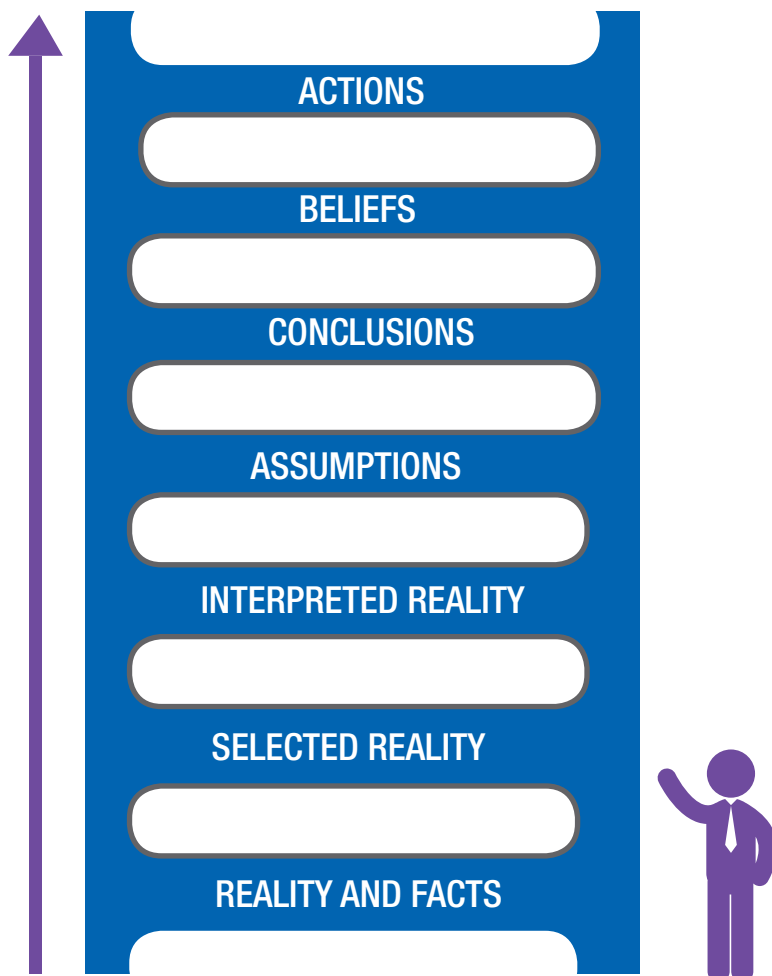 ACTIONS
BELIEFS
CONCLUSIONS
ASSUMPTIONS
INTERPRETED REALITY
SELECTED REALITY
REALITY AND FACTS